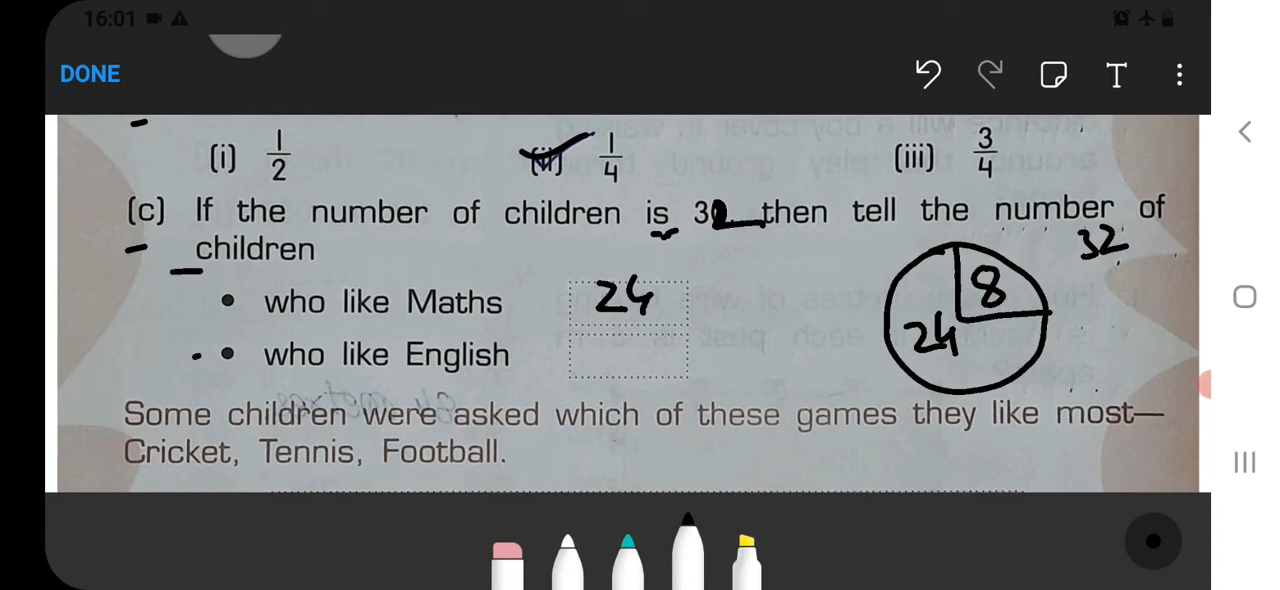 16:01
DONE
T
(i) 1/2 (ii) 1/4 (iii) 3/4
(c) If the number of children is 32 then tell the number of
32
children
8
• who like Maths 24
24
• who like English
Some children were asked which of these games they like most—
Cricket, Tennis, Football.